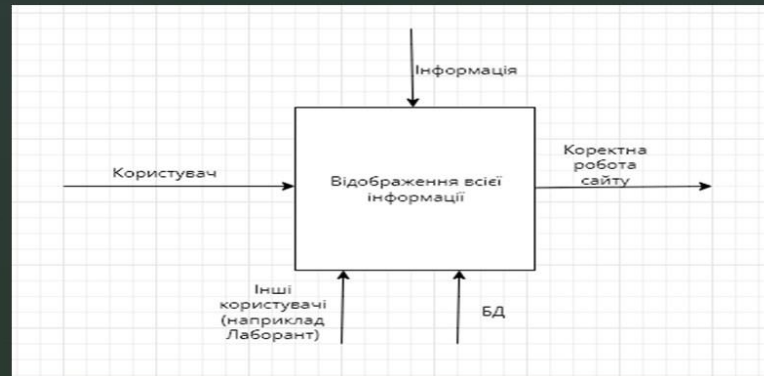 Інформація
Користувач
Відображення всієї
інформації
Коректна
робота
сайту
Інші
користувачі
(наприклад
Лаборант)
БД